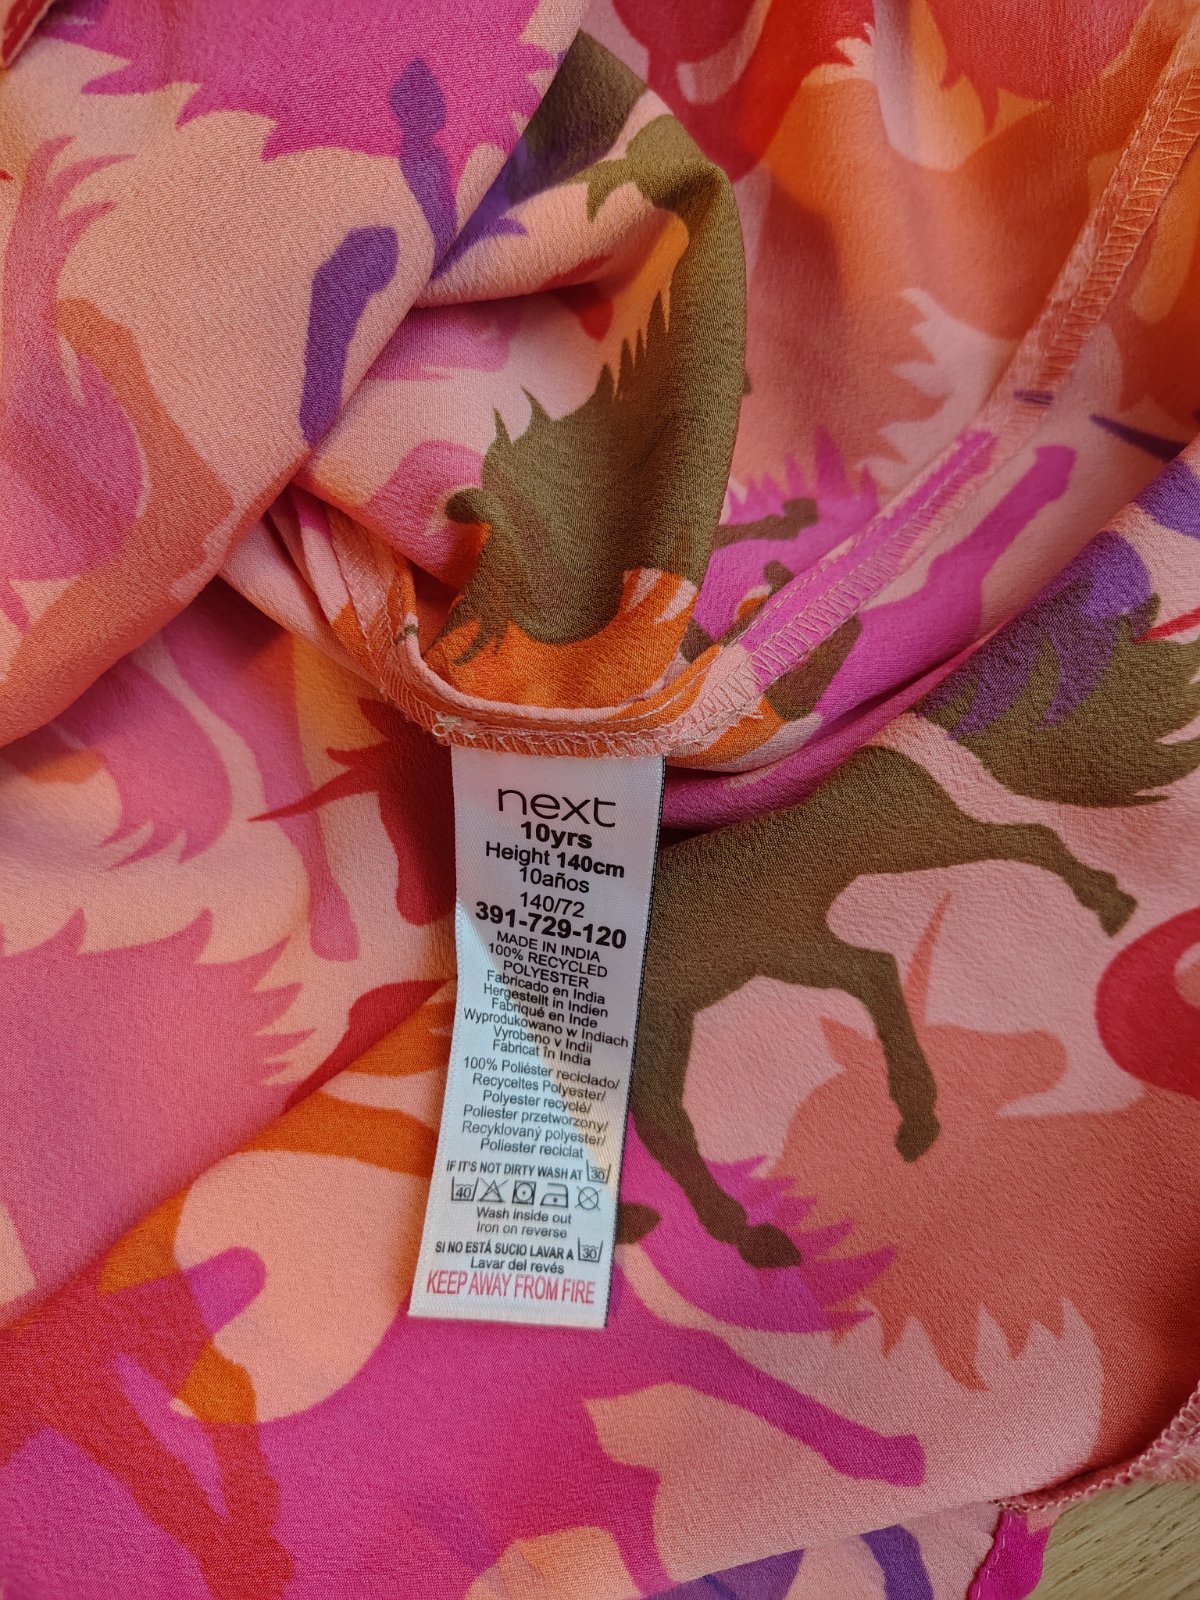 next
10yrs
Height 140cm
10años
140/72
391-729-120
MADE IN INDIA
100% RECYCLED
POLYESTER
Fabricado en India
Hergestellt in Indien
Fabriqué en Inde
Wyprodukowano w Indiach
Vyrobeno v Indii
Fabricat în India
100% Poliéster reciclado/
Recyceltes Polyester/
Polyester recyclé/
Poliester przetworzony/
Recyklovaný polyester/
Poliester reciclat
IF IT'S NOT DIRTY WASH AT 30
40
Wash inside out
Iron on reverse
SI NO ESTÁ SUCIO LAVAR A 30
Lavar del revés
KEEP AWAY FROM FIRE